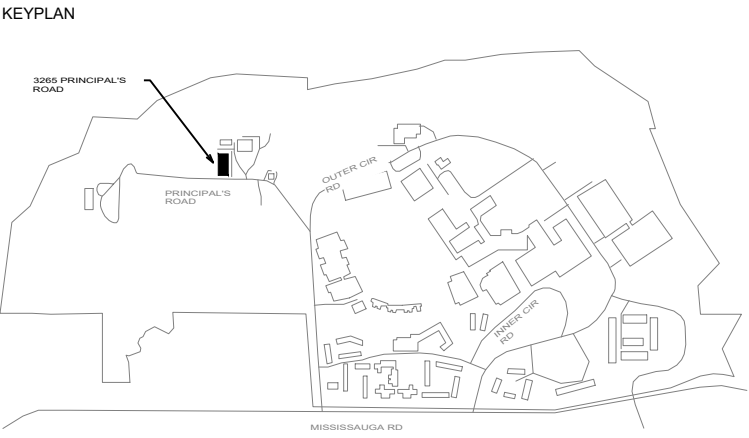 KEYPLAN
3265 PRINCIPAL'S
ROAD
OUTER CIR
RD
PRINCIPAL'S
ROAD
INNER CIR
RD
MISSISSAUGA RD